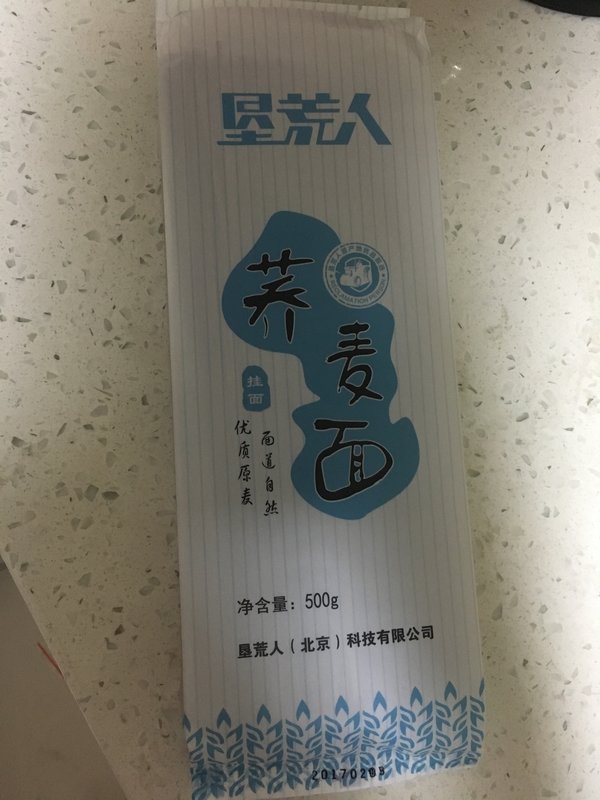 垦荒人
RECLAMATION
荞麦面
挂面
优质原麦
面道自然
净含量：500g
垦荒人（北京）科技有限公司